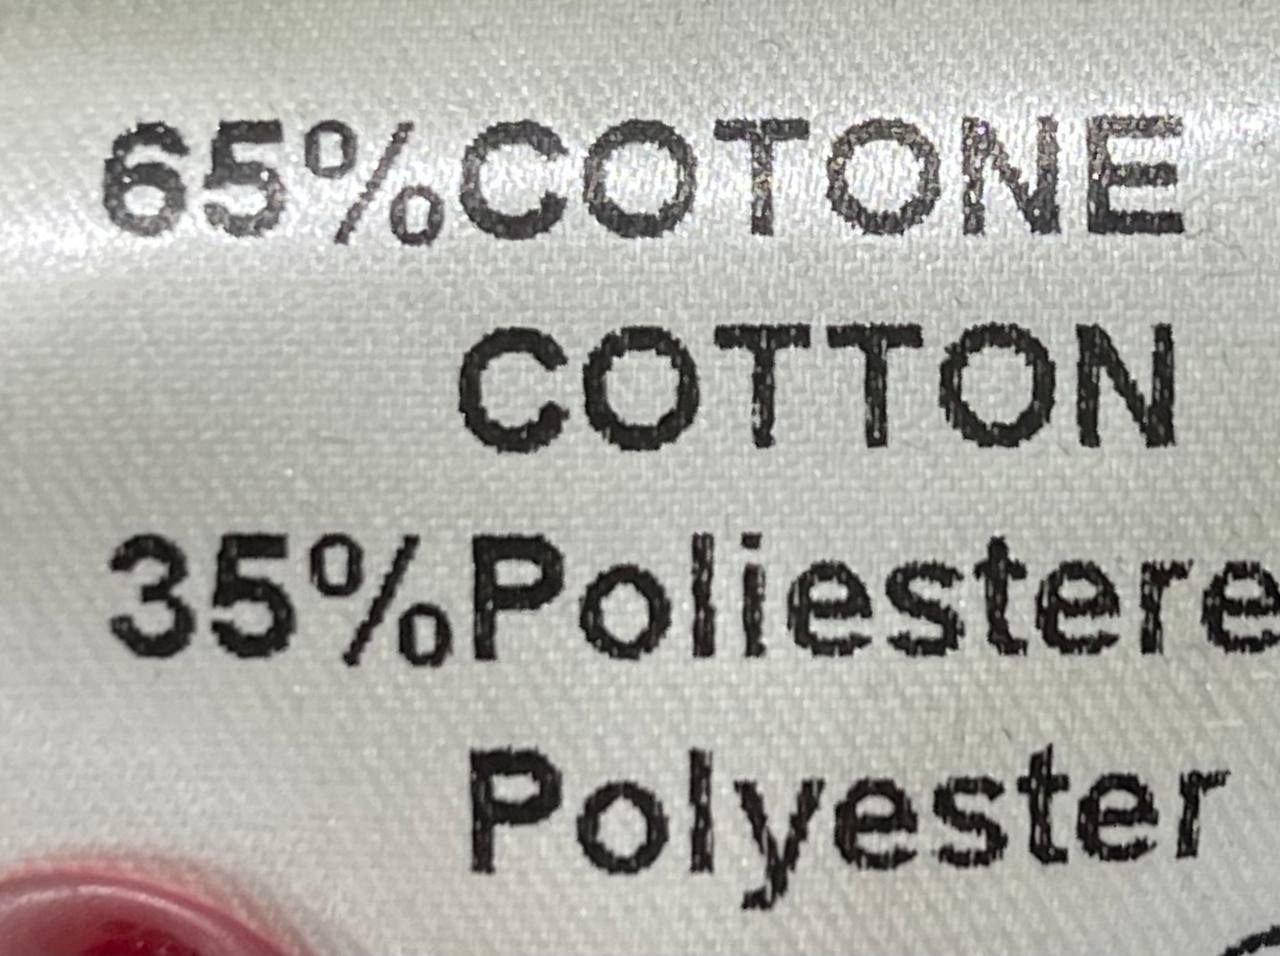 65%COTONE
COTTON
35%Poliestere
Polyester